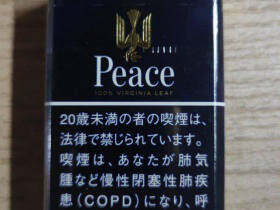 Peace
100% VIRGINIA LEAF
20歳未満の者の喫煙は、
法律で禁じられています。
喫煙は、あなたが肺気
腫など慢性閉塞性肺疾
患(COPD)になり、呼